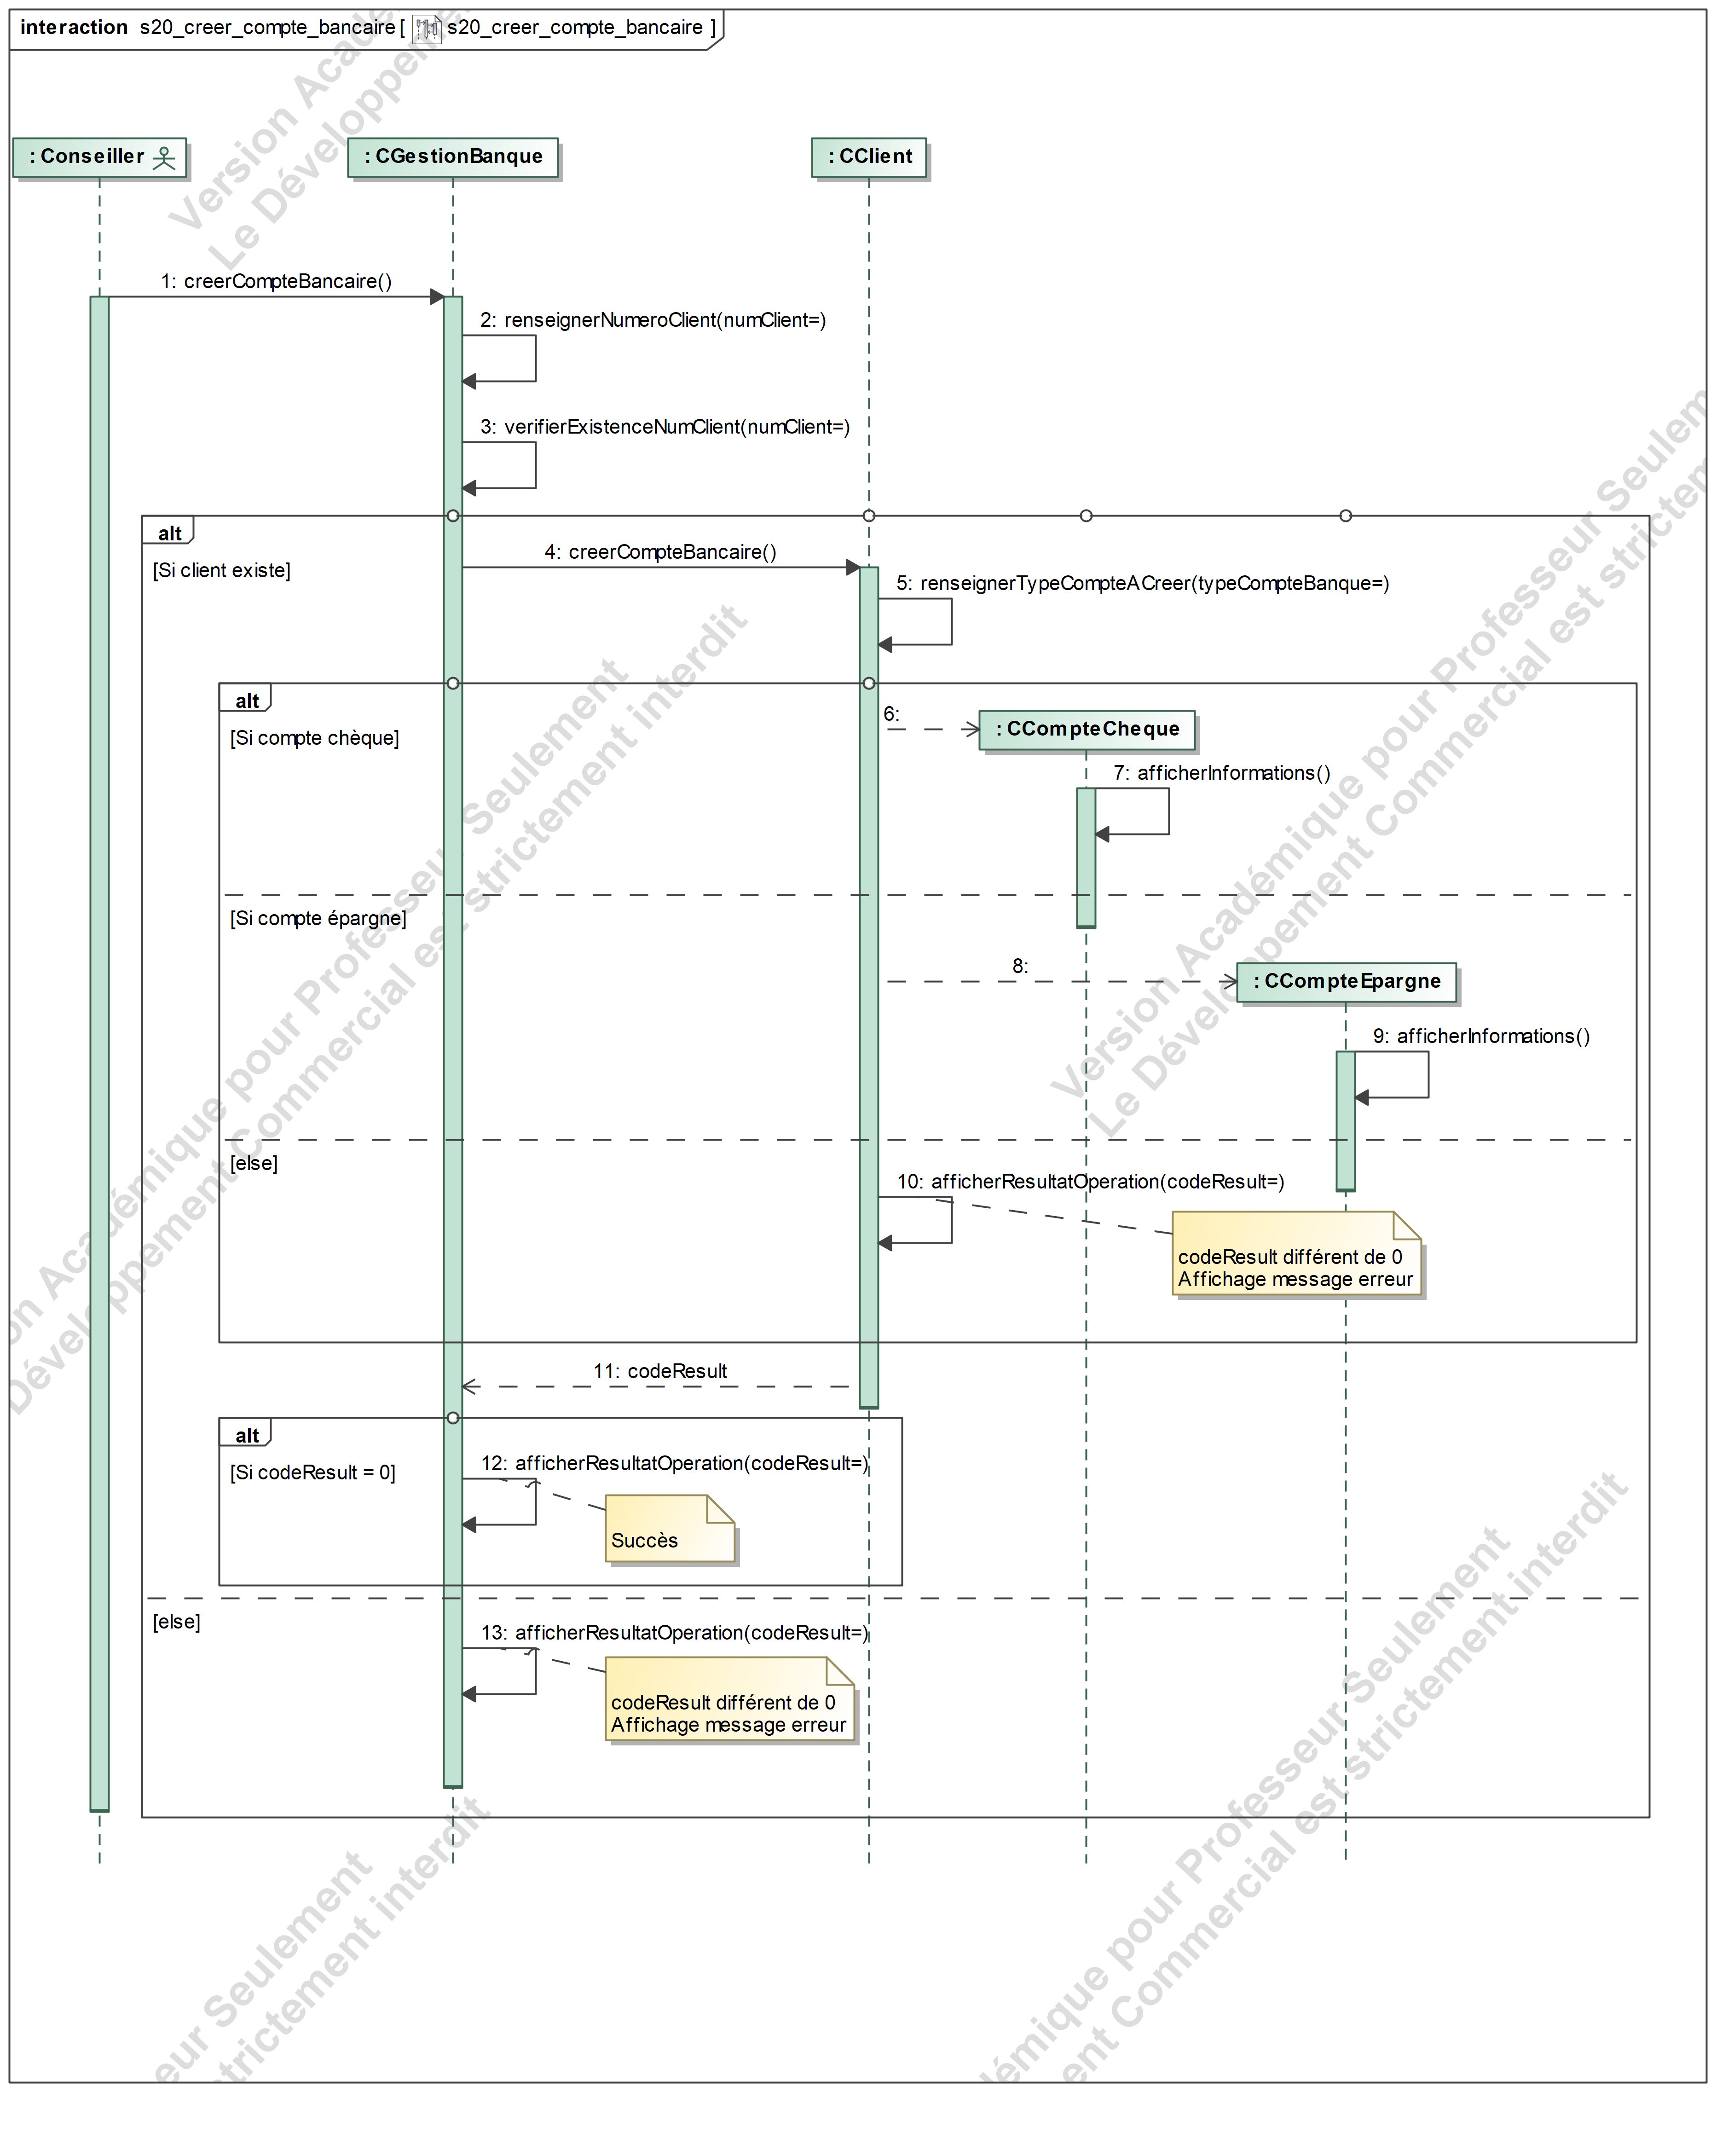 interaction s20_creer_compte_bancaire [ s20_creer_compte_bancaire ]
: Conseiller
: CGestionBanque
: CClient
1: creerCompteBancaire()
2: renseignerNumeroClient(numClient=)
3: verifierExistenceNumClient(numClient=)
alt
[Si client existe]
4: creerCompteBancaire()
5: renseignerTypeCompteACreer(typeCompteBanque=)
alt
[Si compte chèque]
6:
: CCompteCheque
7: afficherInformations()
[Si compte épargne]
8:
: CCompteEpargne
9: afficherInformations()
[else]
10: afficherResultatOperation(codeResult=)
codeResult différent de 0
Affichage message erreur
11: codeResult
alt
[Si codeResult = 0]
12: afficherResultatOperation(codeResult=)
Succès
[else]
13: afficherResultatOperation(codeResult=)
codeResult différent de 0
Affichage message erreur
Version Académique pour Professeur Seulement
Le Développement Commercial est strictement interdit